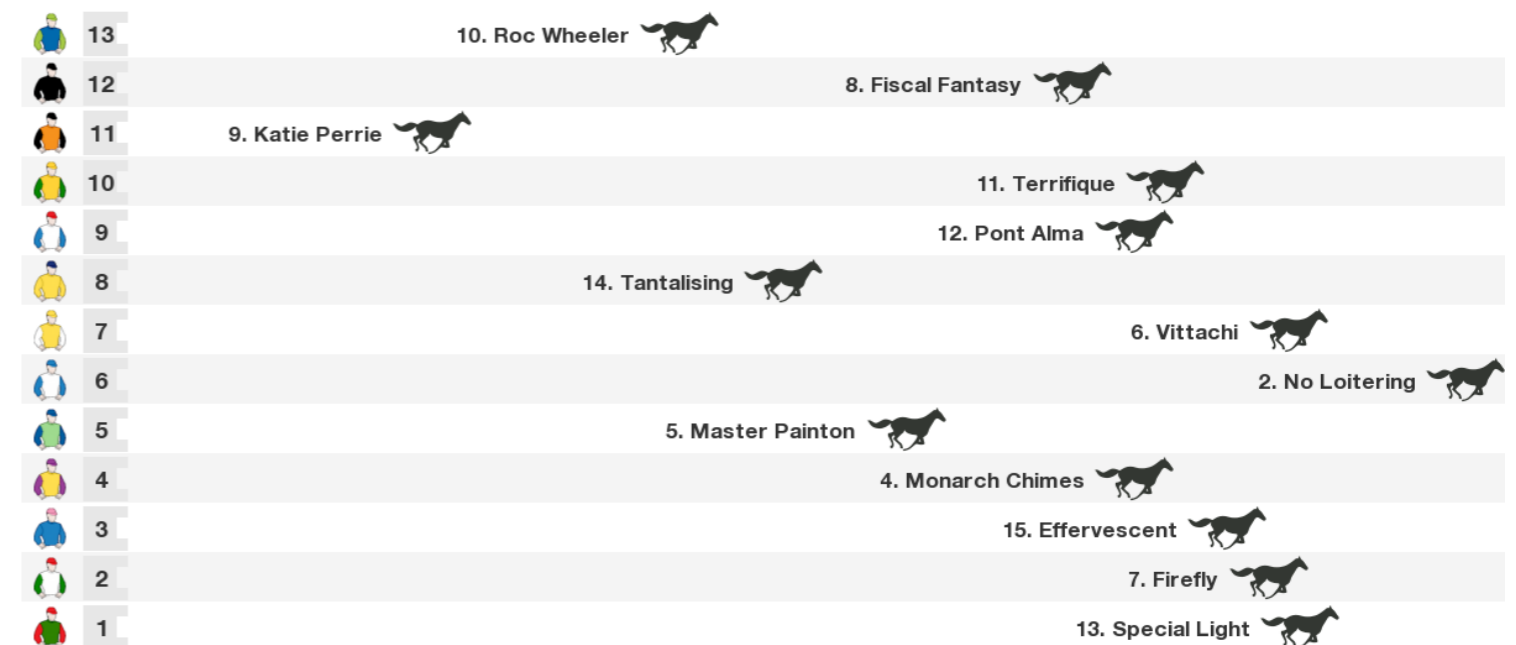 13 10. Roc Wheeler
12 8. Fiscal Fantasy
11 9. Katie Perrie
10 11. Terrifique
9 12. Pont Alma
8 14. Tantalising
7 6. Vittachi
6 2. No Loitering
5 5. Master Painton
4 4. Monarch Chimes
3 15. Effervescent
2 7. Firefly
1 13. Special Light